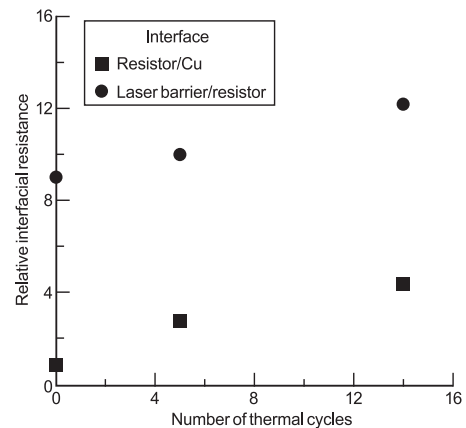 16
Interface
Resistor/Cu
Laser barrier/resistor
12
8
4
0
0 4 8 12 16
Relative interfacial resistance
Number of thermal cycles